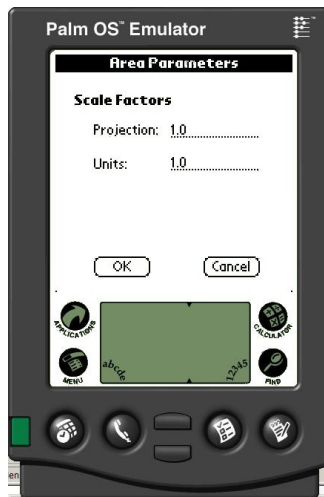 Palm OS™ Emulator
Area Parameters
Scale Factors
Projection: 1.0
Units: 1.0
OK Cancel
APPLICATIONS CALCULATOR
MENU abcde 12345 FIND
en